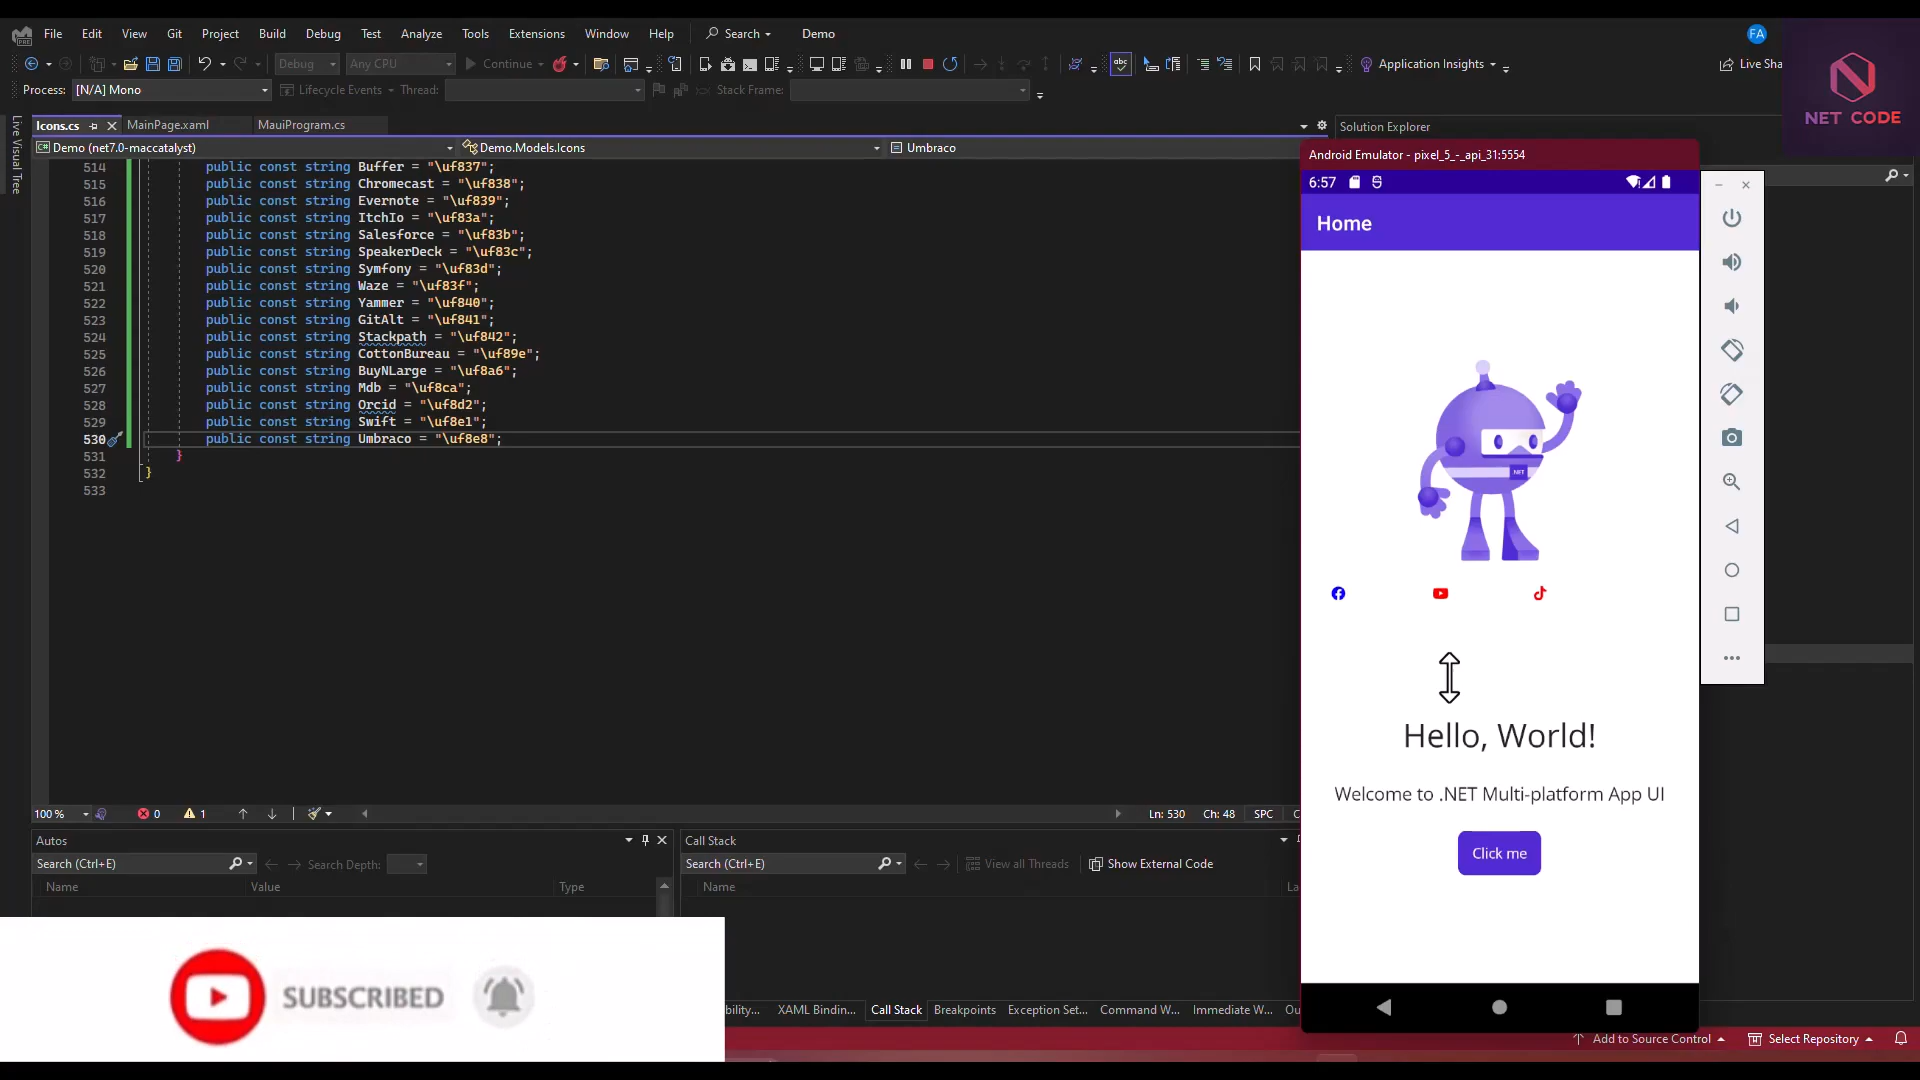 File Edit View Git Project Build Debug Test Analyze Tools Extensions Window Help Search Demo FA
Debug Any CPU Continue Application Insights Live Sha
NET CODE
Process: [N/A] Mono Lifecycle Events Thread: Stack Frame:
Icons.cs MainPage.xaml MauiProgram.cs Solution Explorer
Live Visual Tree
Demo (net7.0-maccatalyst) Demo.Models.Icons Umbraco
514 public const string Buffer = "\uf837";
515 public const string Chromecast = "\uf838";
516 public const string Evernote = "\uf839";
517 public const string ItchIo = "\uf83a";
518 public const string Salesforce = "\uf83b";
519 public const string SpeakerDeck = "\uf83c";
520 public const string Symfony = "\uf83d";
521 public const string Waze = "\uf83f";
522 public const string Yammer = "\uf840";
523 public const string GitAlt = "\uf841";
524 public const string Stackpath = "\uf842";
525 public const string CottonBureau = "\uf89e";
526 public const string BuyNLarge = "\uf8a6";
527 public const string Mdb = "\uf8ca";
528 public const string Orcid = "\uf8d2";
529 public const string Swift = "\uf8e1";
530 public const string Umbraco = "\uf8e8";
531 }
532 }
533
Android Emulator - pixel_5_-_api_31:5554
6:57
Home
.NET
Hello, World!
Welcome to .NET Multi-platform App UI
Click me
100 % 0 1 Ln: 530 Ch: 48 SPC
Autos Call Stack
Search (Ctrl+E) Search Depth: Search (Ctrl+E) View all Threads Show External Code
Name Value Type Name La
SUBSCRIBED
bility... XAML Bindin... Call Stack Breakpoints Exception Set... Command W... Immediate W... Ou
Add to Source Control Select Repository